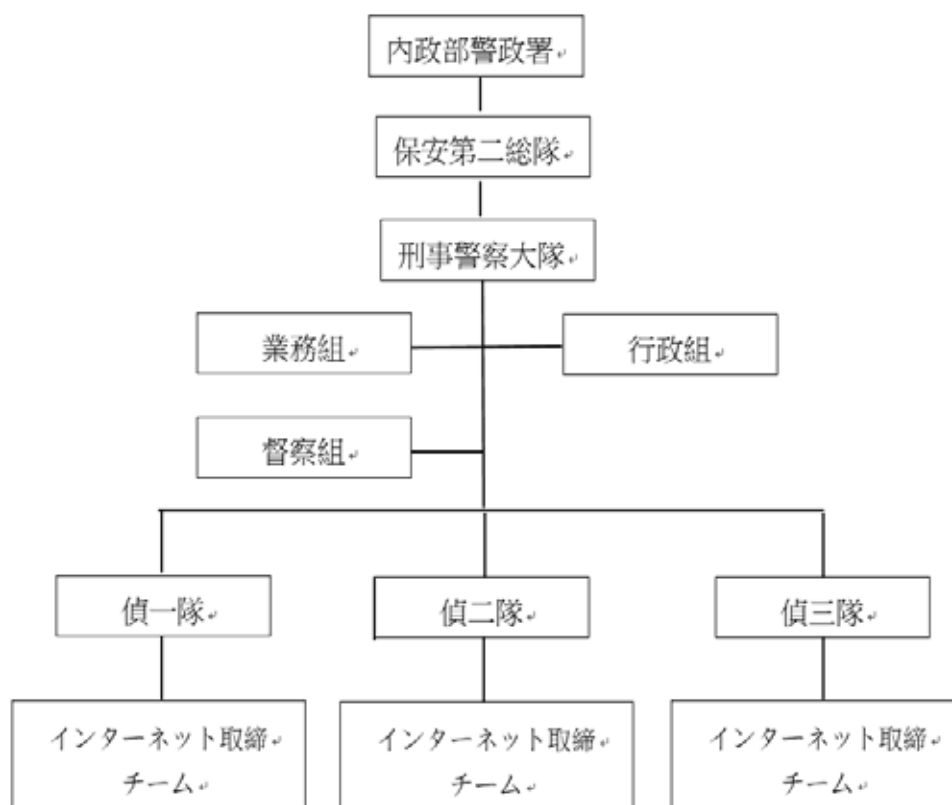 内政部警政署
保安第二総隊
刑事警察大隊
業務組
行政組
督察組
偵一隊
偵二隊
偵三隊
インターネット取締
チーム
インターネット取締
チーム
インターネット取締
チーム